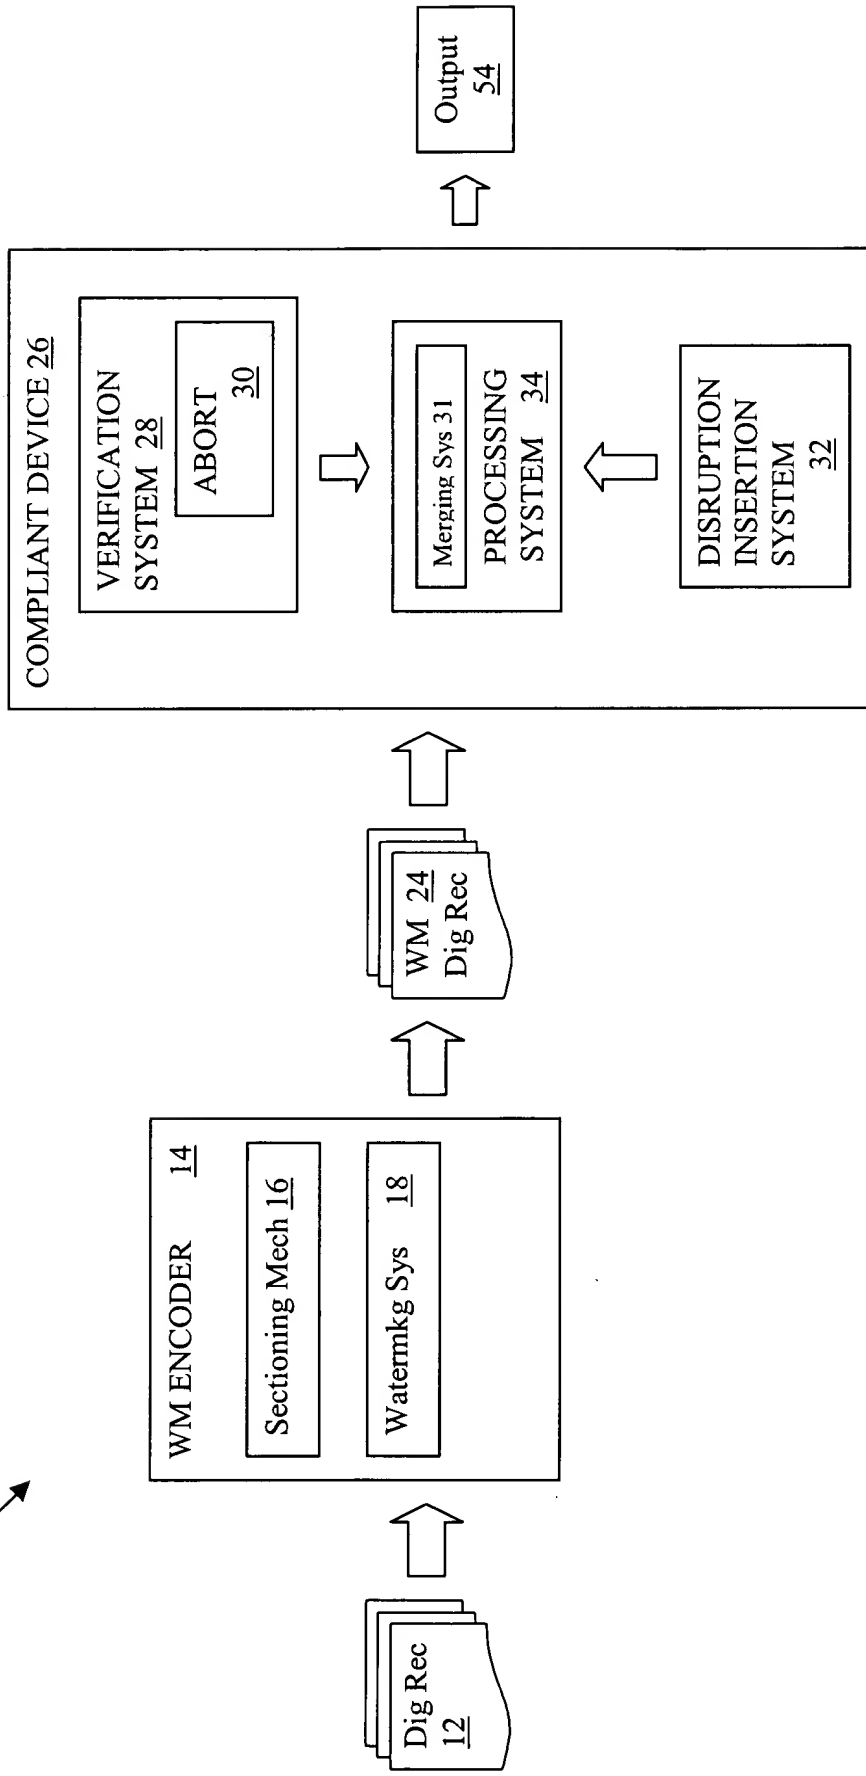 Dig Rec
12
WM ENCODER 14
Sectioning Mech 16
Watermkg Sys 18
WM 24
Dig Rec
COMPLIANT DEVICE 26
VERIFICATION
SYSTEM 28
ABORT
30
Merging Sys 31
PROCESSING
SYSTEM 34
DISRUPTION
INSERTION
SYSTEM
32
Output
54